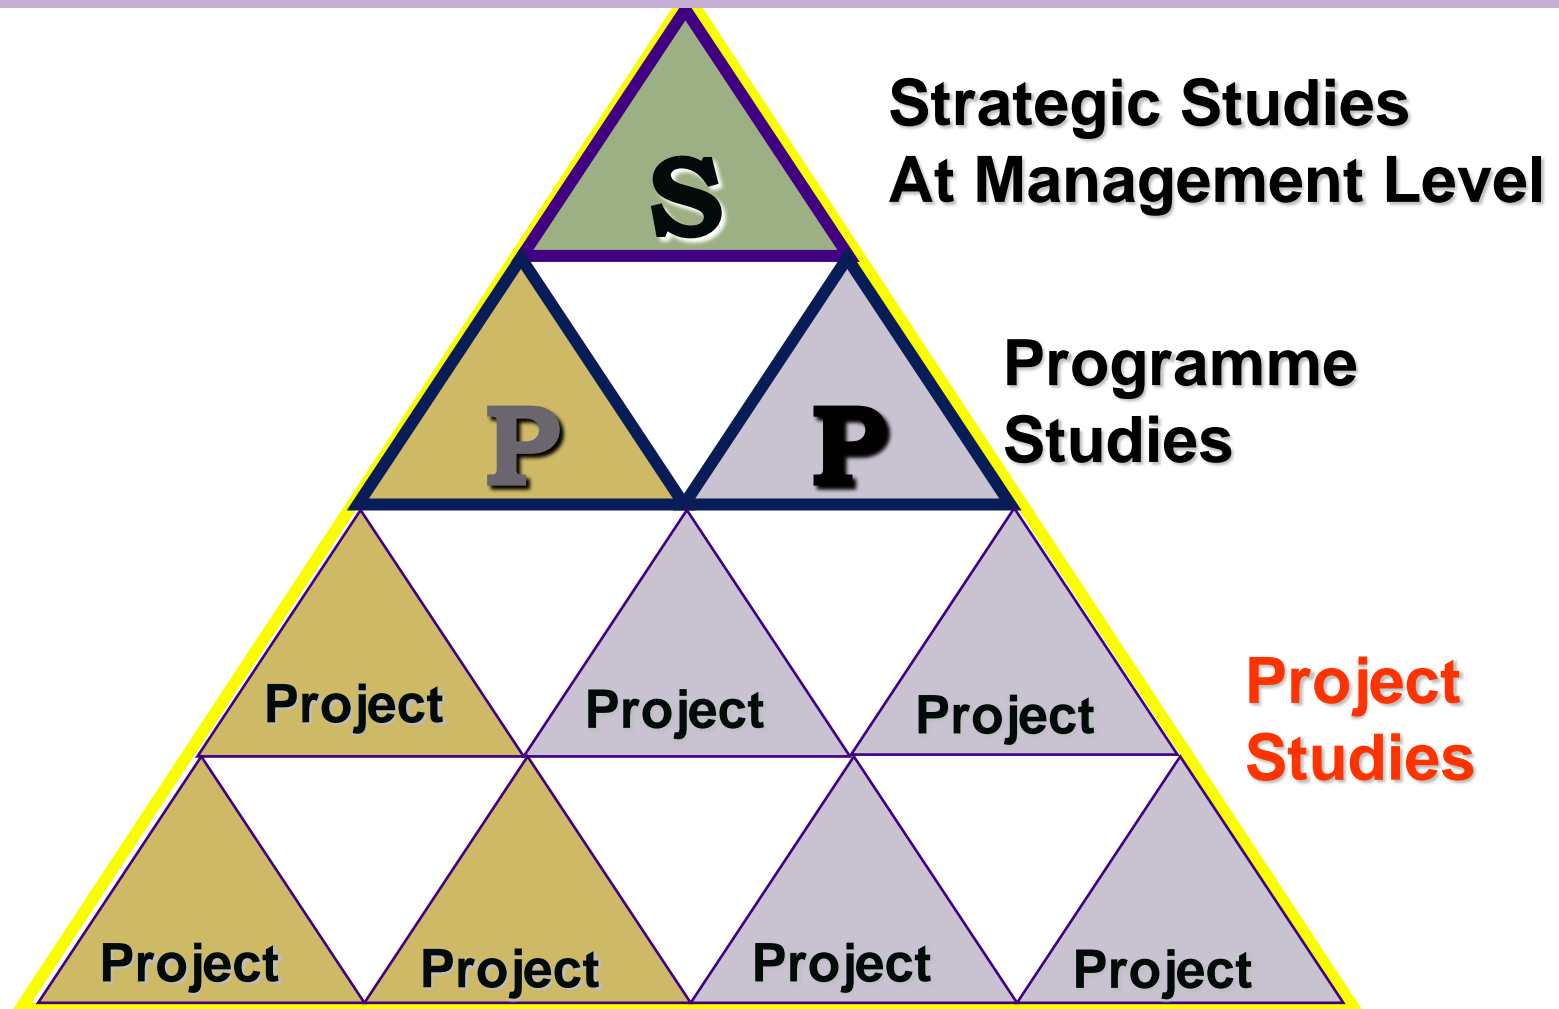 Strategic Studies
At Management Level
S
Programme
Studies
P P
Project
Studies
Project Project Project
Project Project Project Project